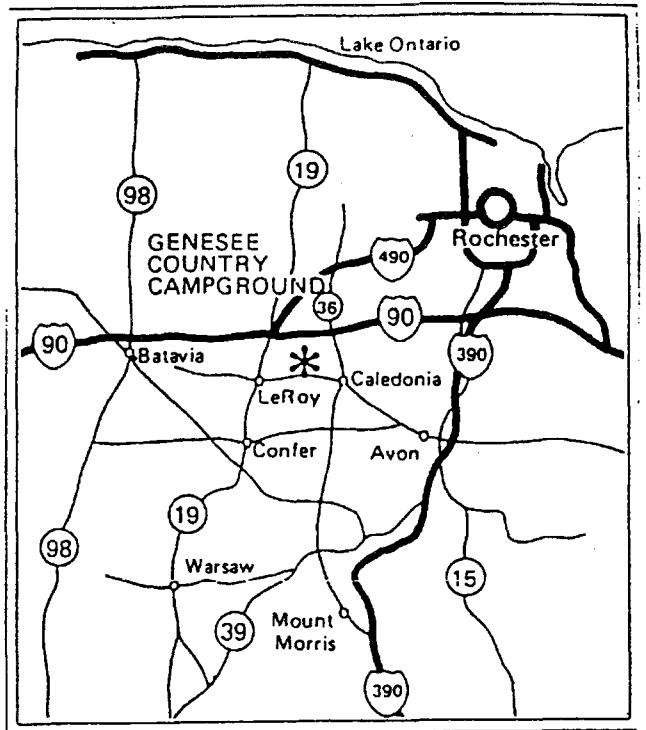 Lake Ontario
19
98
Rochester
GENESEE
COUNTRY
CAMPGROUND
490
36
90
90
Batavia
390
LeRoy
Caledonia
Confer
Avon
19
98
Warsaw
15
39
Mount
Morris
390